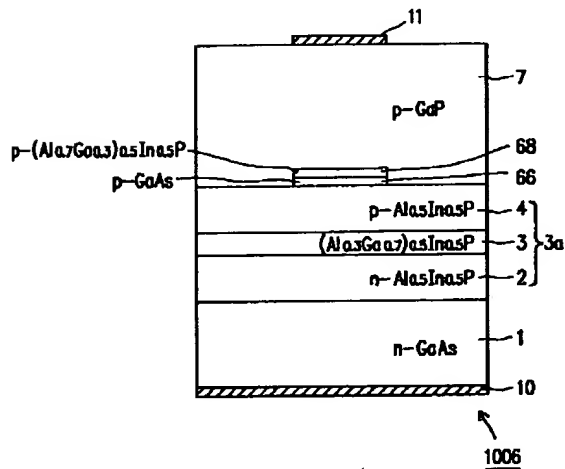 11
7
p-GaP
p-(Al0.7Ga0.3)0.5In0.5P
68
p-GaAs
66
p-Al0.5In0.5P
4
(Al0.3Ga0.7)0.5In0.5P
3
3a
n-Al0.5In0.5P
2
1
n-GaAs
10
1006